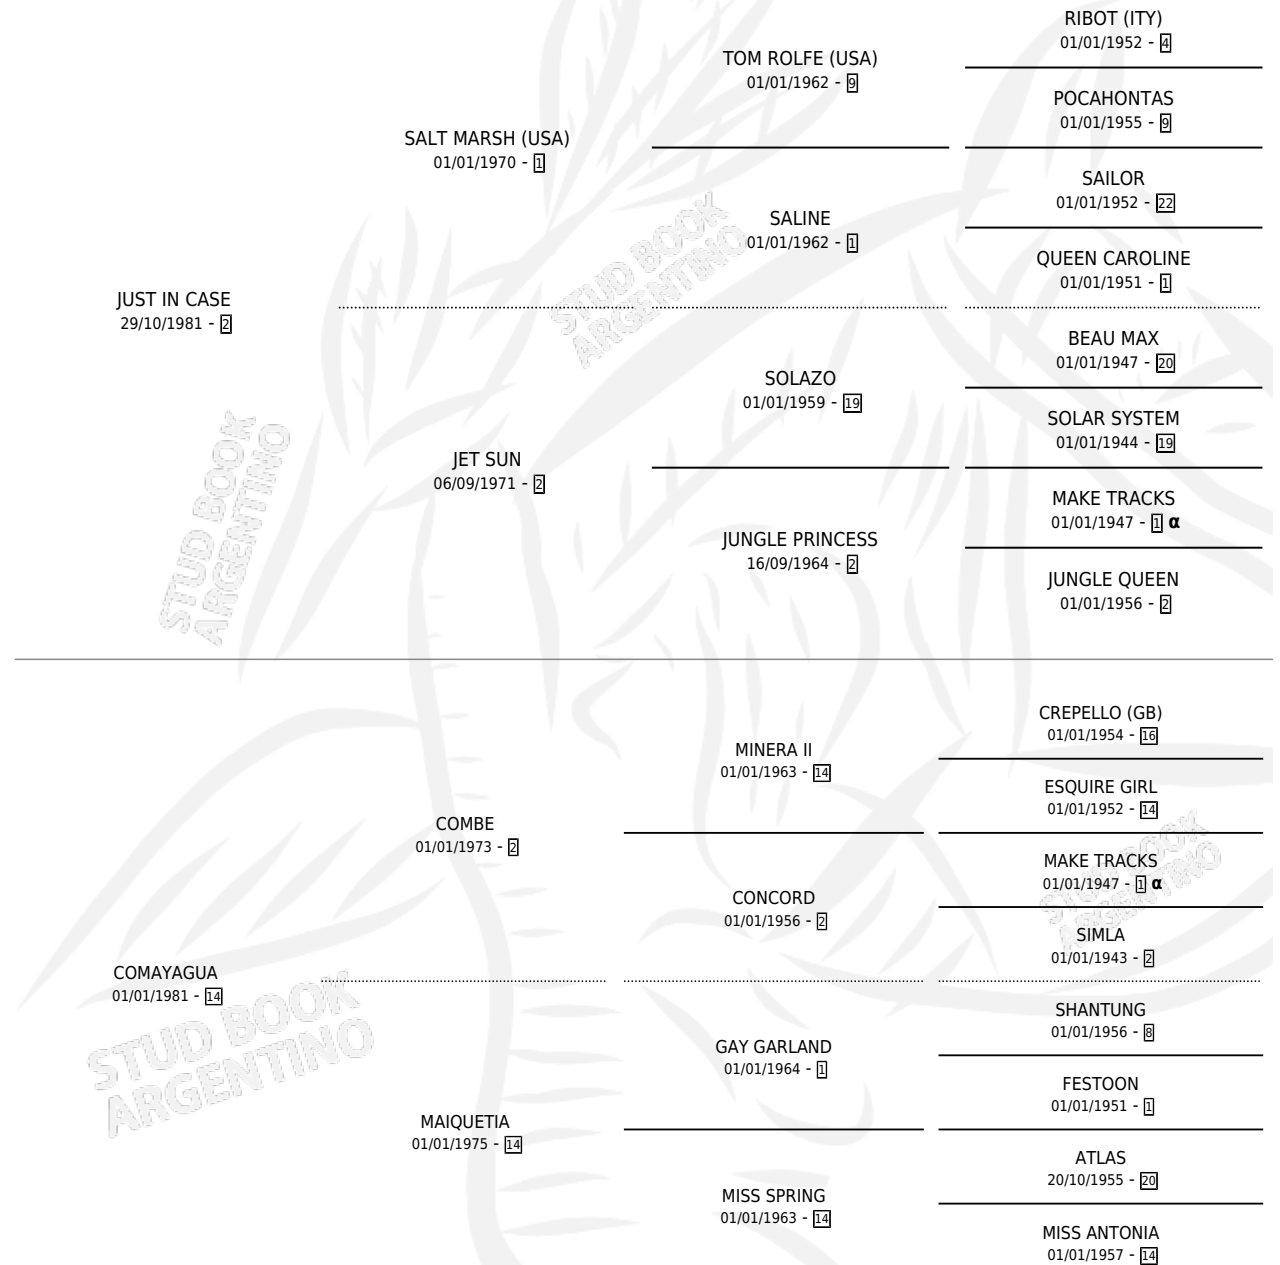 RIBOT (ITY)
01/01/1952 - 4
TOM ROLFE (USA)
01/01/1962 - 9
POCAHONTAS
01/01/1955 - 9
SALT MARSH (USA)
01/01/1970 - 1
SAILOR
01/01/1952 - 22
SALINE
01/01/1962 - 1
QUEEN CAROLINE
01/01/1951 - 1
STUD BOOK
ARGENTINO
JUST IN CASE
29/10/1981 - 2
BEAU MAX
01/01/1947 - 20
SOLAZO
01/01/1959 - 19
SOLAR SYSTEM
01/01/1944 - 19
JET SUN
06/09/1971 - 2
MAKE TRACKS
01/01/1947 - 1 α
JUNGLE PRINCESS
16/09/1964 - 2
JUNGLE QUEEN
01/01/1956 - 2
STUD BOOK
ARGENTINO
CREPELLO (GB)
01/01/1954 - 16
MINERA II
01/01/1963 - 14
ESQUIRE GIRL
01/01/1952 - 14
COMBE
01/01/1973 - 2
MAKE TRACKS
01/01/1947 - 1 α
CONCORD
01/01/1956 - 2
SIMLA
01/01/1943 - 2
STUD BOOK
ARGENTINO
COMAYAGUA
01/01/1981 - 14
SHANTUNG
01/01/1956 - 8
GAY GARLAND
01/01/1964 - 1
FESTOON
01/01/1951 - 1
STUD BOOK
ARGENTINO
MAIQUETIA
01/01/1975 - 14
ATLAS
20/10/1955 - 20
MISS SPRING
01/01/1963 - 14
MISS ANTONIA
01/01/1957 - 14